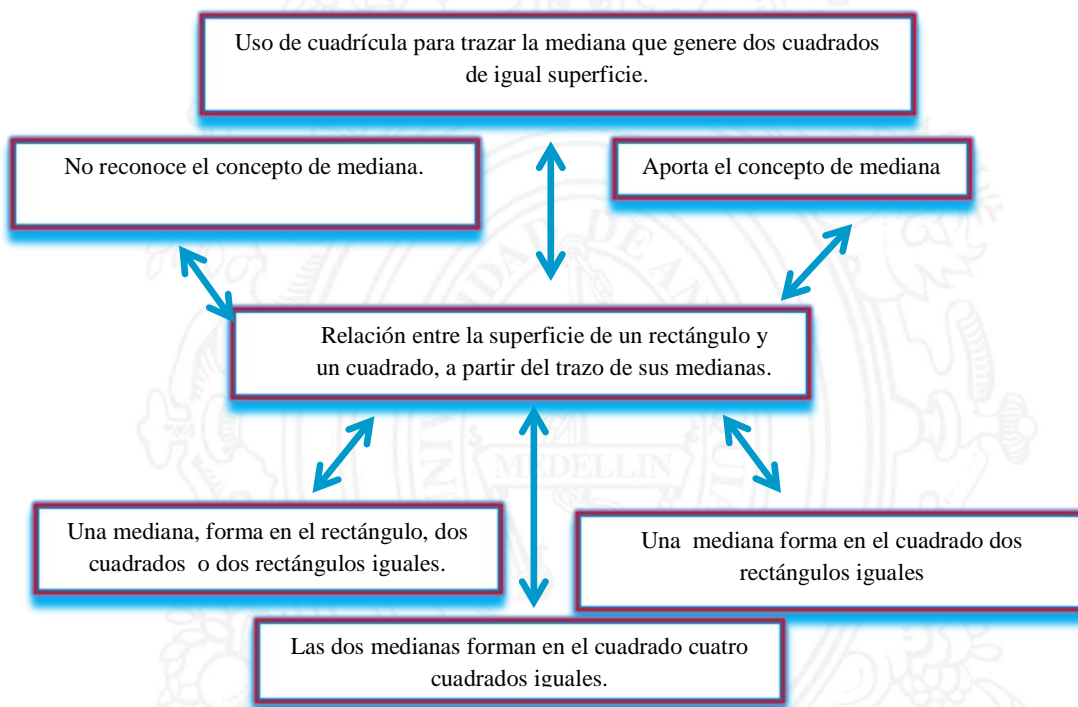 Uso de cuadrícula para trazar la mediana que genere dos cuadrados
de igual superficie.
No reconoce el concepto de mediana.
Aporta el concepto de mediana
Relación entre la superficie de un rectángulo y
un cuadrado, a partir del trazo de sus medianas.
MEDELLIN
Una mediana, forma en el rectángulo, dos
cuadrados o dos rectángulos iguales.
Una mediana forma en el cuadrado dos
rectángulos iguales
Las dos medianas forman en el cuadrado cuatro
cuadrados iguales.